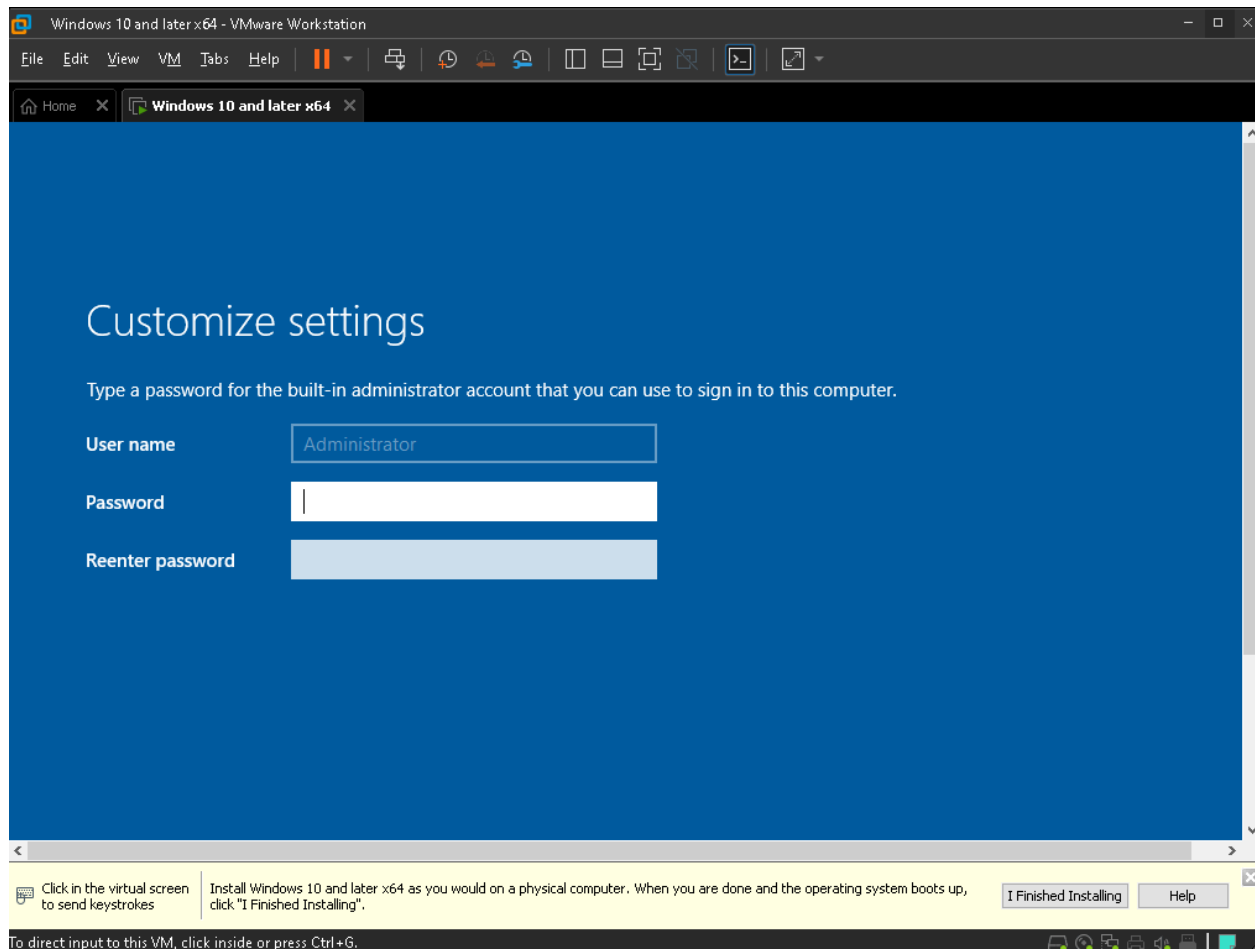 Windows 10 and later x64 - VMware Workstation
File Edit View VM Tabs Help
Home Windows 10 and later x64
Customize settings
Type a password for the built-in administrator account that you can use to sign in to this computer.
User name Administrator
Password
Reenter password
Click in the virtual screen
to send keystrokes
Install Windows 10 and later x64 as you would on a physical computer. When you are done and the operating system boots up,
click "I Finished Installing".
I Finished Installing Help
To direct input to this VM, click inside or press Ctrl+G.